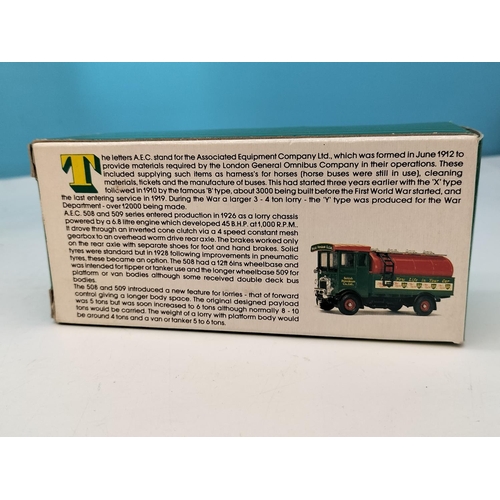 The letters A.E.C. stand for the Associated Equipment Company Ltd., which was formed in June 1912 to
provide materials required by the London General Omnibus Company in their operations. These
included supplying such items as harness's for horses (horse buses were still in use), cleaning
materials, tickets and the manufacture of buses. This had started three years earlier with the 'X' type
followed in 1910 by the famous 'B' type, about 3000 being built before the First World War started, and
the last entering service in 1919. During the War a larger 3 - 4 ton lorry - the 'Y' type was produced for the War
Department - over 12000 being made.
A.E.C. 508 and 509 series entered production in 1926 as a lorry chassis
powered by a 6.8 litre engine which developed 45 B.H.P. at 1,000 R.P.M..
It drove through an inverted cone clutch via a 4 speed constant mesh
gearbox to an overhead worm drive rear axle. The brakes worked only
on the rear axle with separate shoes for foot and hand brakes. Solid
tyres were standard but in 1928 following improvements in pneumatic
tyres, these became an option. The 508 had a 12ft 6ins wheelbase and
was intended for tipper or tanker use and the longer wheelbase 509 for
platform or van bodies although some received double deck bus
bodies.
The 508 and 509 introduced a new feature for lorries - that of forward
control giving a longer body space. The original designed payload
was 5 tons but was soon increased to 6 tons although normally 8 - 10
tons would be carried. The weight of a lorry with platform body would
be around 4 tons and a van or tanker 5 to 6 tons.